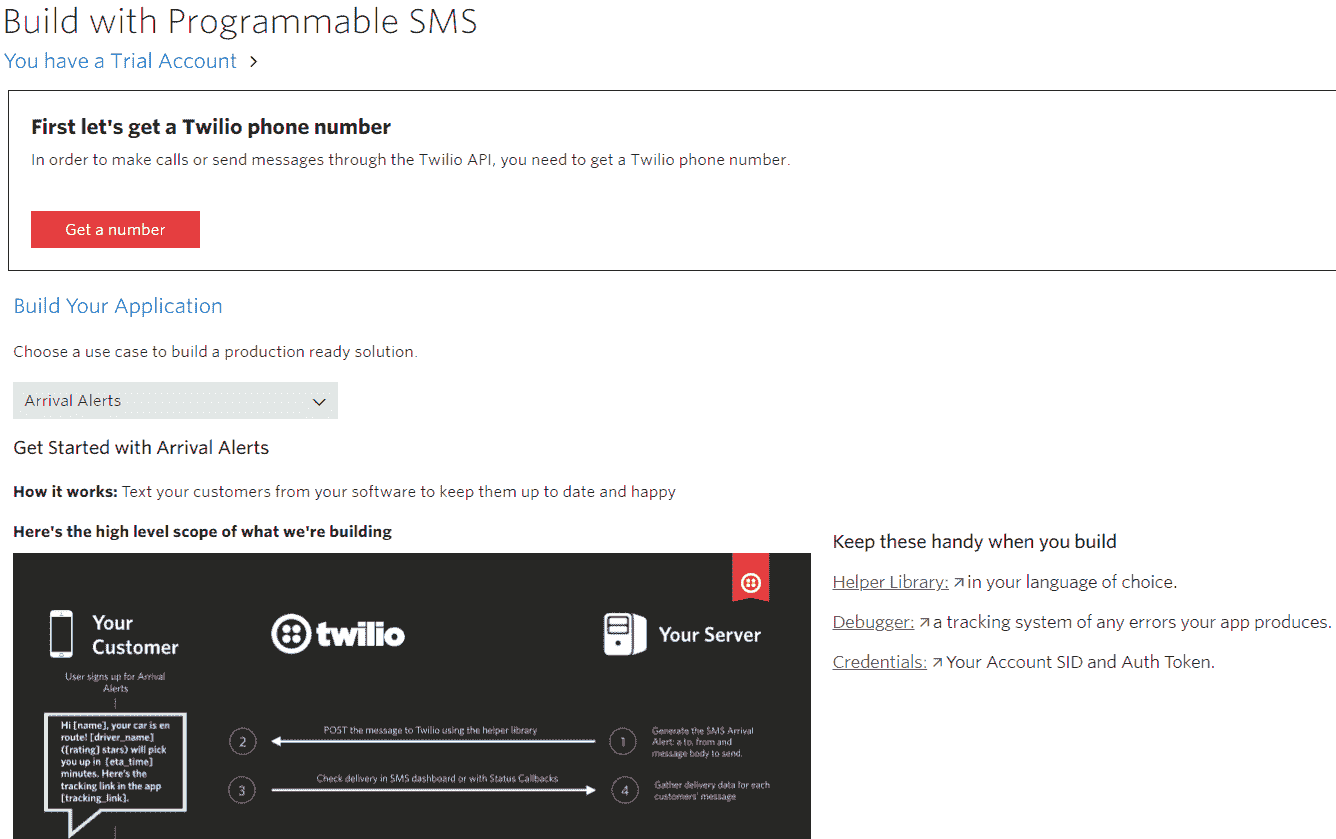 Build with Programmable SMS
You have a Trial Account >
First let's get a Twilio phone number
In order to make calls or send messages through the Twilio API, you need to get a Twilio phone number.
Get a number
Build Your Application
Choose a use case to build a production ready solution.
Arrival Alerts
Get Started with Arrival Alerts
How it works: Text your customers from your software to keep them up to date and happy
Here's the high level scope of what we're building
Your
Customer
twilio
Your Server
User signs up for Arrival
Alerts
Hi [name], your car is en
route! [driver_name]
([rating] stars) will pick
you up in [eta_time]
minutes. Here's the
tracking link in the app
[tracking_link].
2
POST the message to Twilio using the helper library
1
Generate the SMS Arrival
Alert: a to, from and
message body to send.
3
Check delivery in SMS dashboard or with Status Callbacks
4
Gather delivery data for each
customers' message
Keep these handy when you build
Helper Library: in your language of choice.
Debugger: a tracking system of any errors your app produces.
Credentials: Your Account SID and Auth Token.